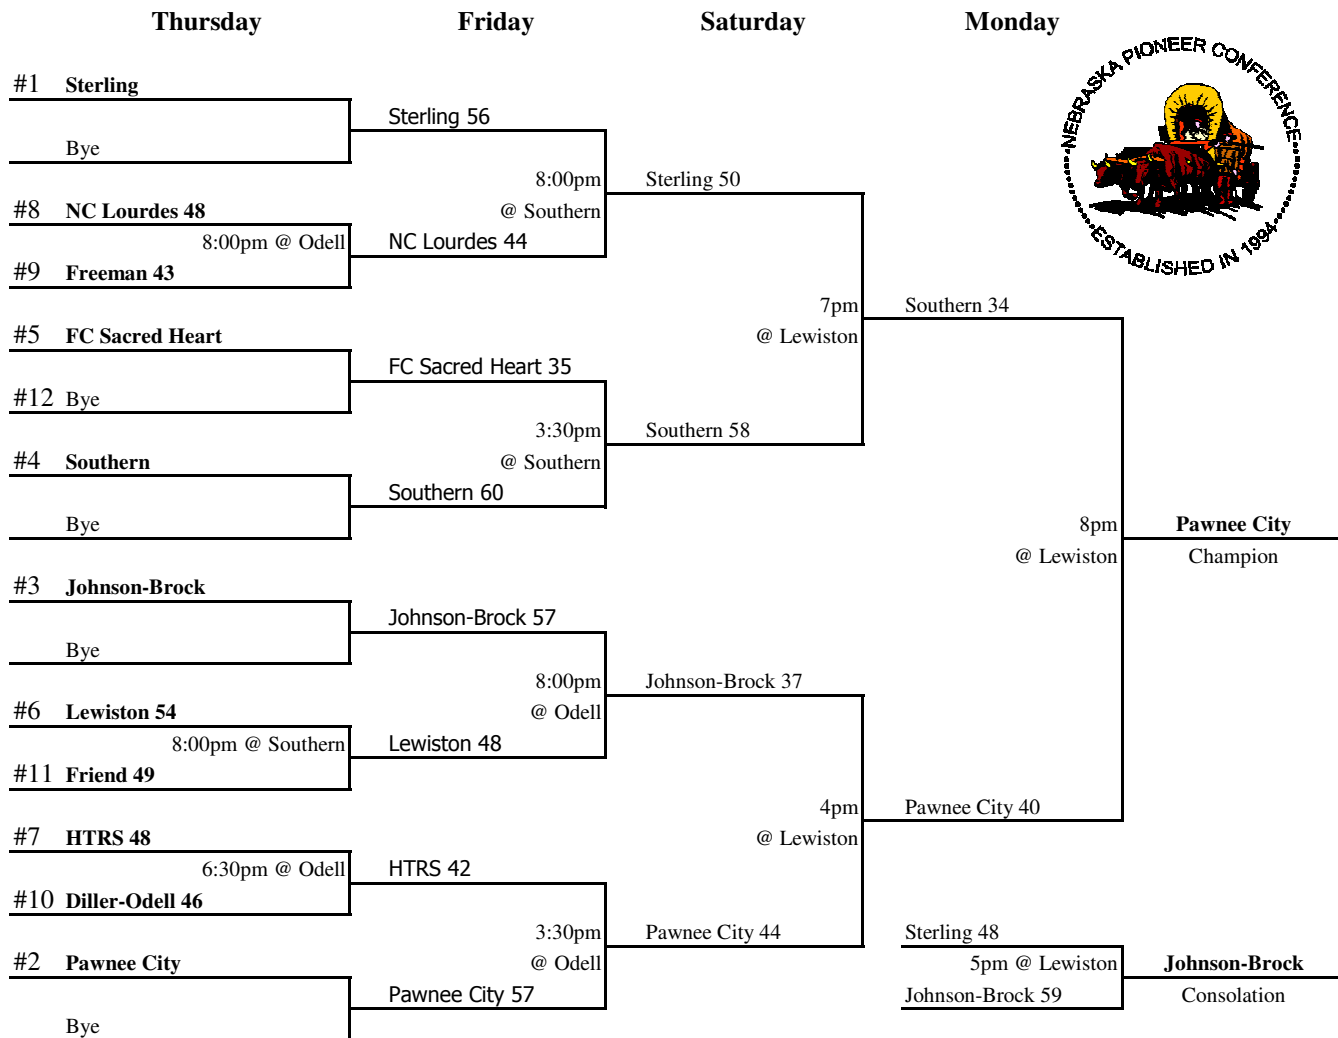 Thursday Friday Saturday Monday
NEBRASKA PIONEER CONFERENCE
ESTABLISHED IN 1994
#1 Sterling
Sterling 56
Bye
8:00pm Sterling 50
#8 NC Lourdes 48 @ Southern
8:00pm @ Odell NC Lourdes 44
#9 Freeman 43
7pm Southern 34
#5 FC Sacred Heart @ Lewiston
FC Sacred Heart 35
#12 Bye
3:30pm Southern 58
#4 Southern @ Southern
Southern 60
Bye 8pm Pawnee City
@ Lewiston Champion
#3 Johnson-Brock
Johnson-Brock 57
Bye
8:00pm Johnson-Brock 37
#6 Lewiston 54 @ Odell
8:00pm @ Southern Lewiston 48
#11 Friend 49
4pm Pawnee City 40
#7 HTRS 48 @ Lewiston
6:30pm @ Odell HTRS 42
#10 Diller-Odell 46
3:30pm Pawnee City 44 Sterling 48
#2 Pawnee City @ Odell 5pm @ Lewiston Johnson-Brock
Pawnee City 57 Johnson-Brock 59 Consolation
Bye